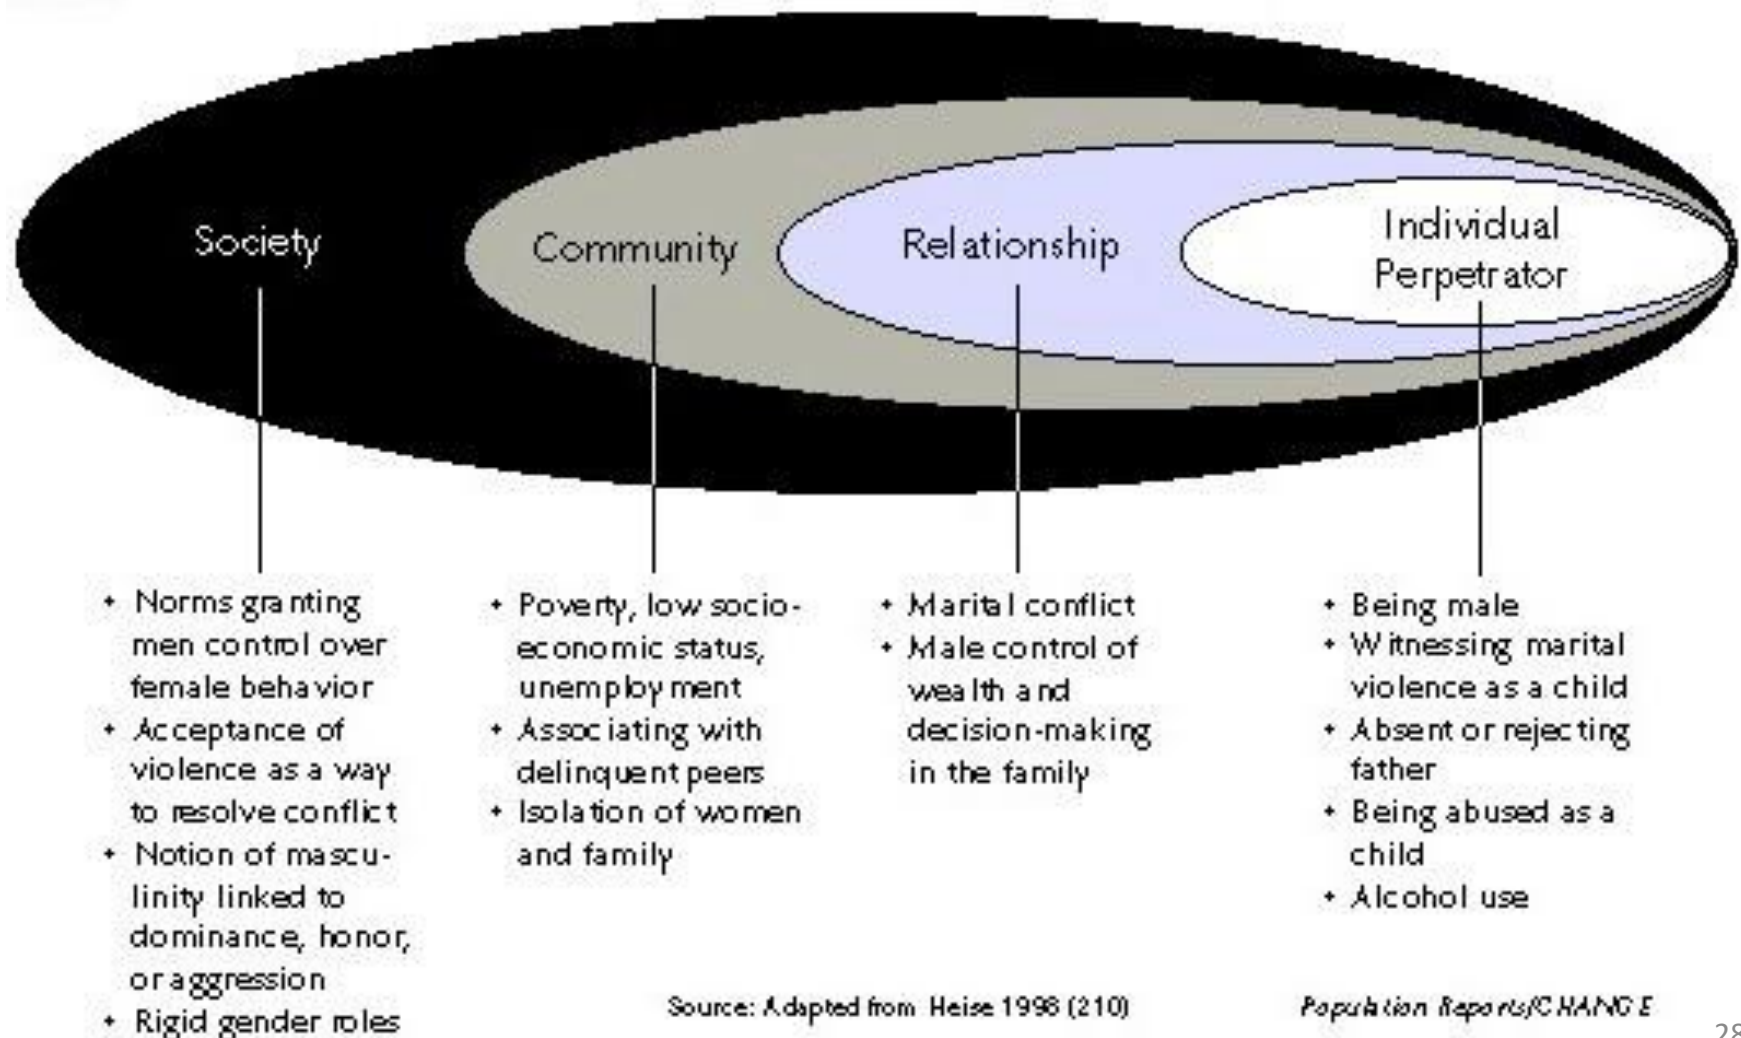 Society
Community
Relationship
Individual
Perpetrator
• Norms granting
men control over
female behavior
• Acceptance of
violence as a way
to resolve conflict
• Notion of mascu-
linity linked to
dominance, honor,
or aggression
• Rigid gender roles
• Poverty, low socio-
economic status,
unemployment
• Associating with
delinquent peers
• Isolation of women
and family
• Marital conflict
• Male control of
wealth and
decision-making
in the family
• Being male
• Witnessing marital
violence as a child
• Absent or rejecting
father
• Being abused as a
child
• Alcohol use
Source: Adapted from Heise 1998 (210)
Population Reports/CHANGE
28